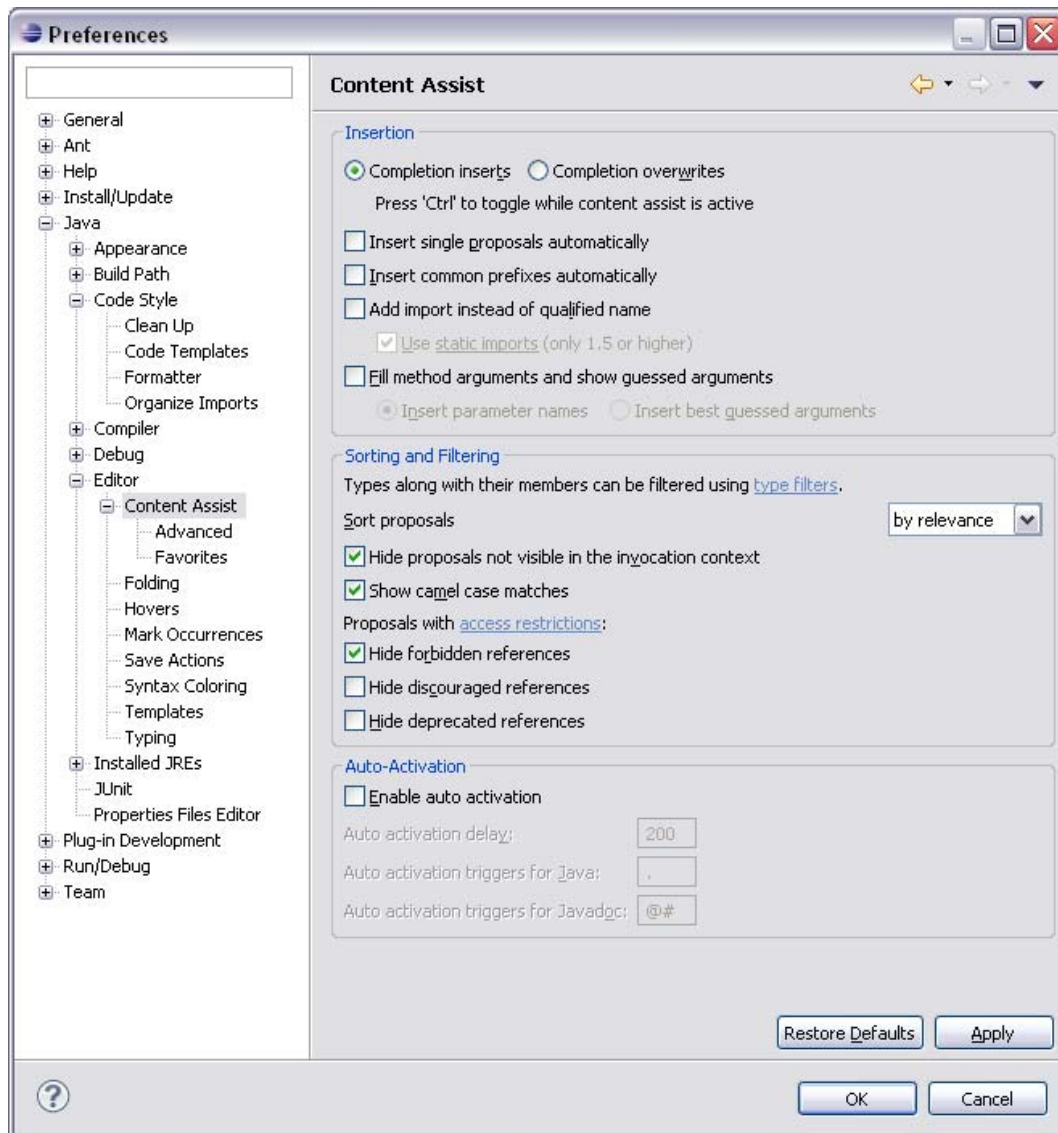 Preferences
General
Ant
Help
Install/Update
Java
Appearance
Build Path
Code Style
Clean Up
Code Templates
Formatter
Organize Imports
Compiler
Debug
Editor
Content Assist
Advanced
Favorites
Folding
Hovers
Mark Occurrences
Save Actions
Syntax Coloring
Templates
Typing
Installed JREs
JUnit
Properties Files Editor
Plug-in Development
Run/Debug
Team
Content Assist
Insertion
Completion inserts Completion overwrites
Press 'Ctrl' to toggle while content assist is active
Insert single proposals automatically
Insert common prefixes automatically
Add import instead of qualified name
Use static imports (only 1.5 or higher)
Fill method arguments and show guessed arguments
Insert parameter names Insert best guessed arguments
Sorting and Filtering
Types along with their members can be filtered using type filters.
Sort proposals by relevance
Hide proposals not visible in the invocation context
Show camel case matches
Proposals with access restrictions:
Hide forbidden references
Hide discouraged references
Hide deprecated references
Auto-Activation
Enable auto activation
Auto activation delay: 200
Auto activation triggers for Java: .
Auto activation triggers for Javadoc: @#
Restore Defaults Apply
? OK Cancel